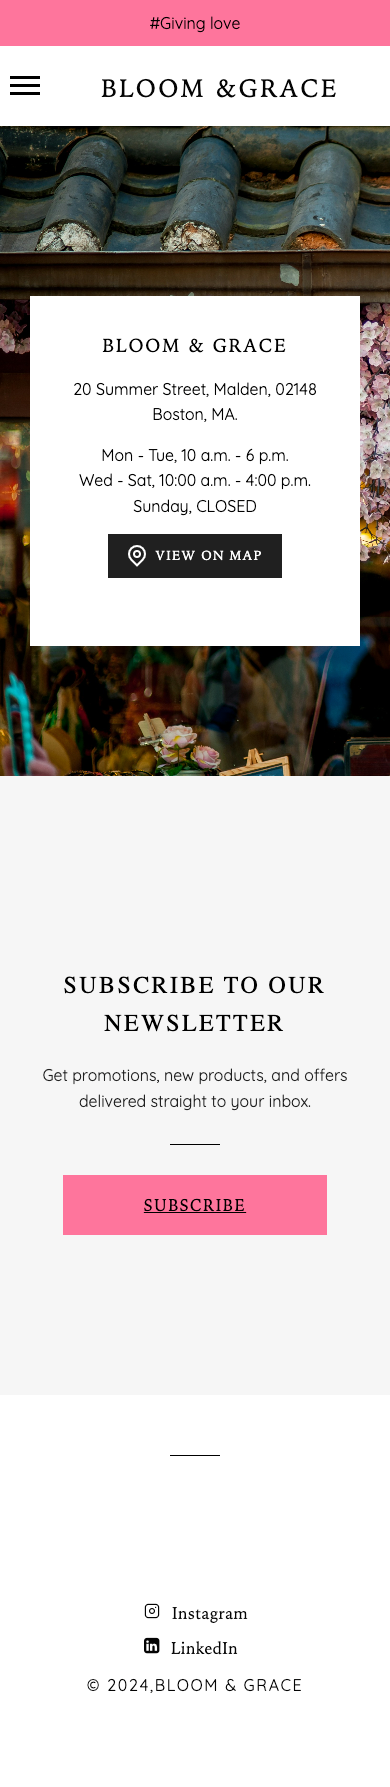 #Giving love
BLOOM &GRACE
BLOOM & GRACE
20 Summer Street, Malden, 02148
Boston, MA.
Mon - Tue, 10 a.m. - 6 p.m.
Wed - Sat, 10:00 a.m. - 4:00 p.m.
Sunday, CLOSED
VIEW ON MAP
SUBSCRIBE TO OUR
NEWSLETTER
Get promotions, new products, and offers
delivered straight to your inbox.
SUBSCRIBE
Instagram
LinkedIn
© 2024,BLOOM & GRACE